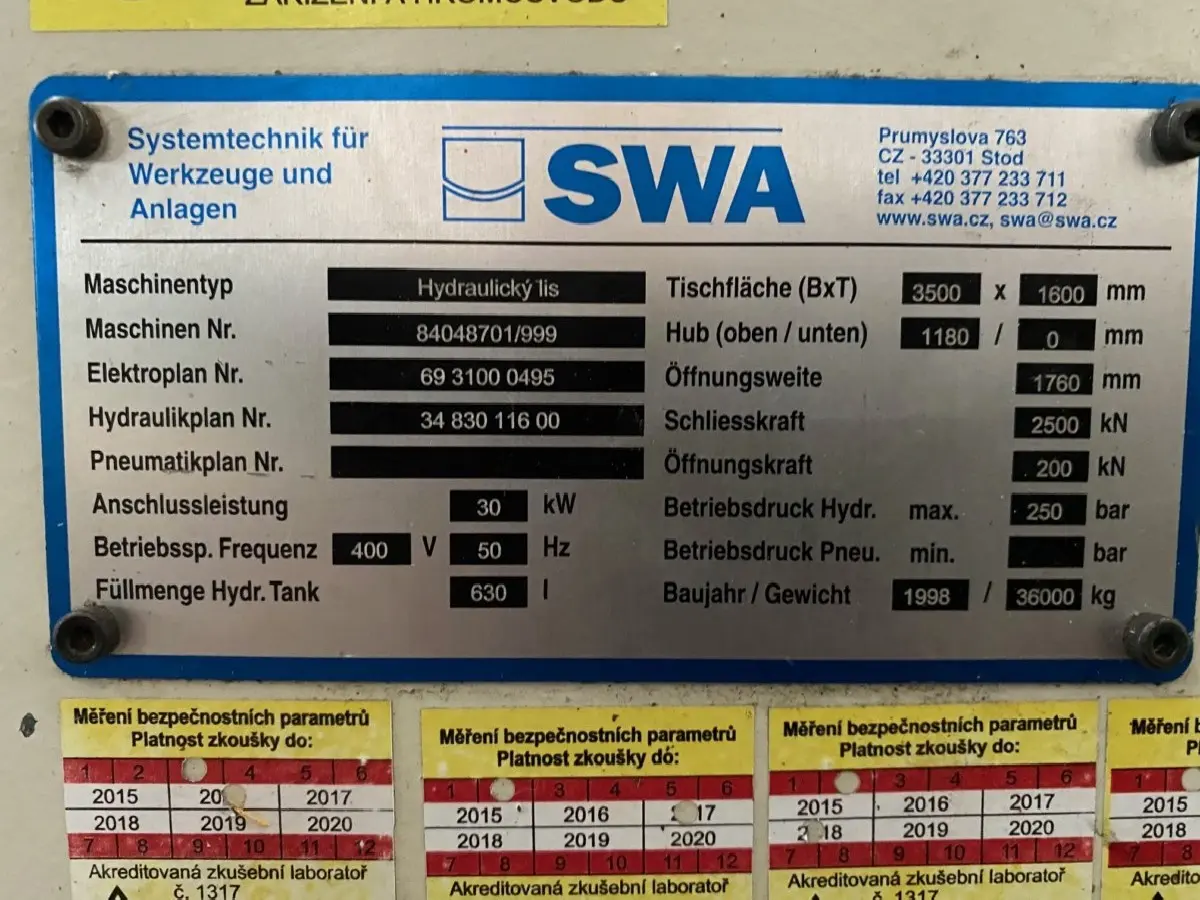 Systemtechnik für
Werkzeuge und
Anlagen
SWA
Prumyslova 763
CZ - 33301 Stod
tel +420 377 233 711
fax +420 377 233 712
www.swa.cz, swa@swa.cz
Maschinentyp Hydraulický lis
Maschinen Nr. 84048701/999
Elektroplan Nr. 69 3100 0495
Hydraulikplan Nr. 34 830 116 00
Pneumatikplan Nr.
Anschlussleistung 30 kW
Betriebssp. Frequenz 400 V 50 Hz
Füllmenge Hydr. Tank 630 l
Tischfläche (BxT) 3500 x 1600 mm
Hub (oben / unten) 1180 / 0 mm
Öffnungsweite 1760 mm
Schliesskraft 2500 kN
Öffnungskraft 200 kN
Betriebsdruck Hydr. max. 250 bar
Betriebsdruck Pneu. min. bar
Baujahr / Gewicht 1998 / 36000 kg
Měření bezpečnostních parametrů
Platnost zkoušky do:
1 2 4 5 6
2015 2017
2018 2019 2020
7 8 9 10 11 12
Akreditovaná zkušební laboratoř
č. 1317
Měření bezpečnostních parametrů
Platnost zkoušky do:
1 3 4 5 6
2015 2016
2018 2019 2020
7 8 9 10 11 12
Akreditovaná zkušební laboratoř
Měření bezpečnostních parametrů
Platnost zkoušky do:
1 3 4 5 6
2015 2016 2017
2019 2020
7 8 9 10 11 12
Akreditovaná zkušební laboratoř
č. 1317
Měření
1
2015
2018
7 8